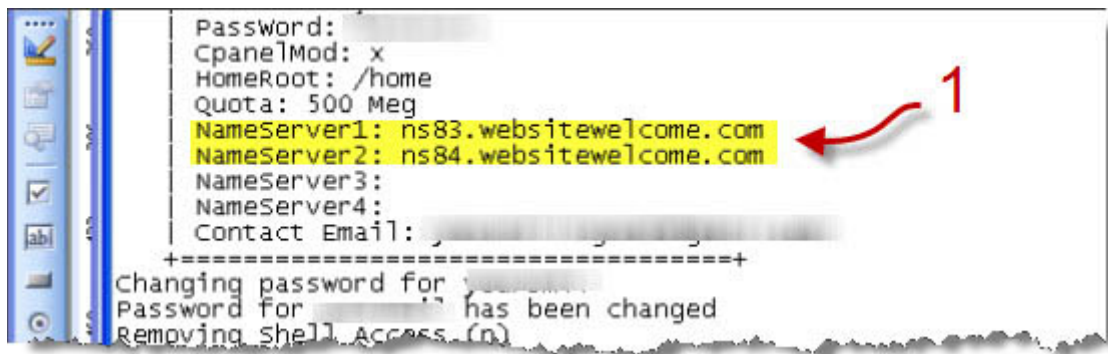 PassWord:
CpanelMod: x
HomeRoot: /home
Quota: 500 Meg
NameServer1: ns83.websitewelcome.com
NameServer2: ns84.websitewelcome.com
NameServer3:
NameServer4:
Contact Email:
+===================================+
Changing password for
Password for has been changed
Removing Shell Access (n)
1
abl